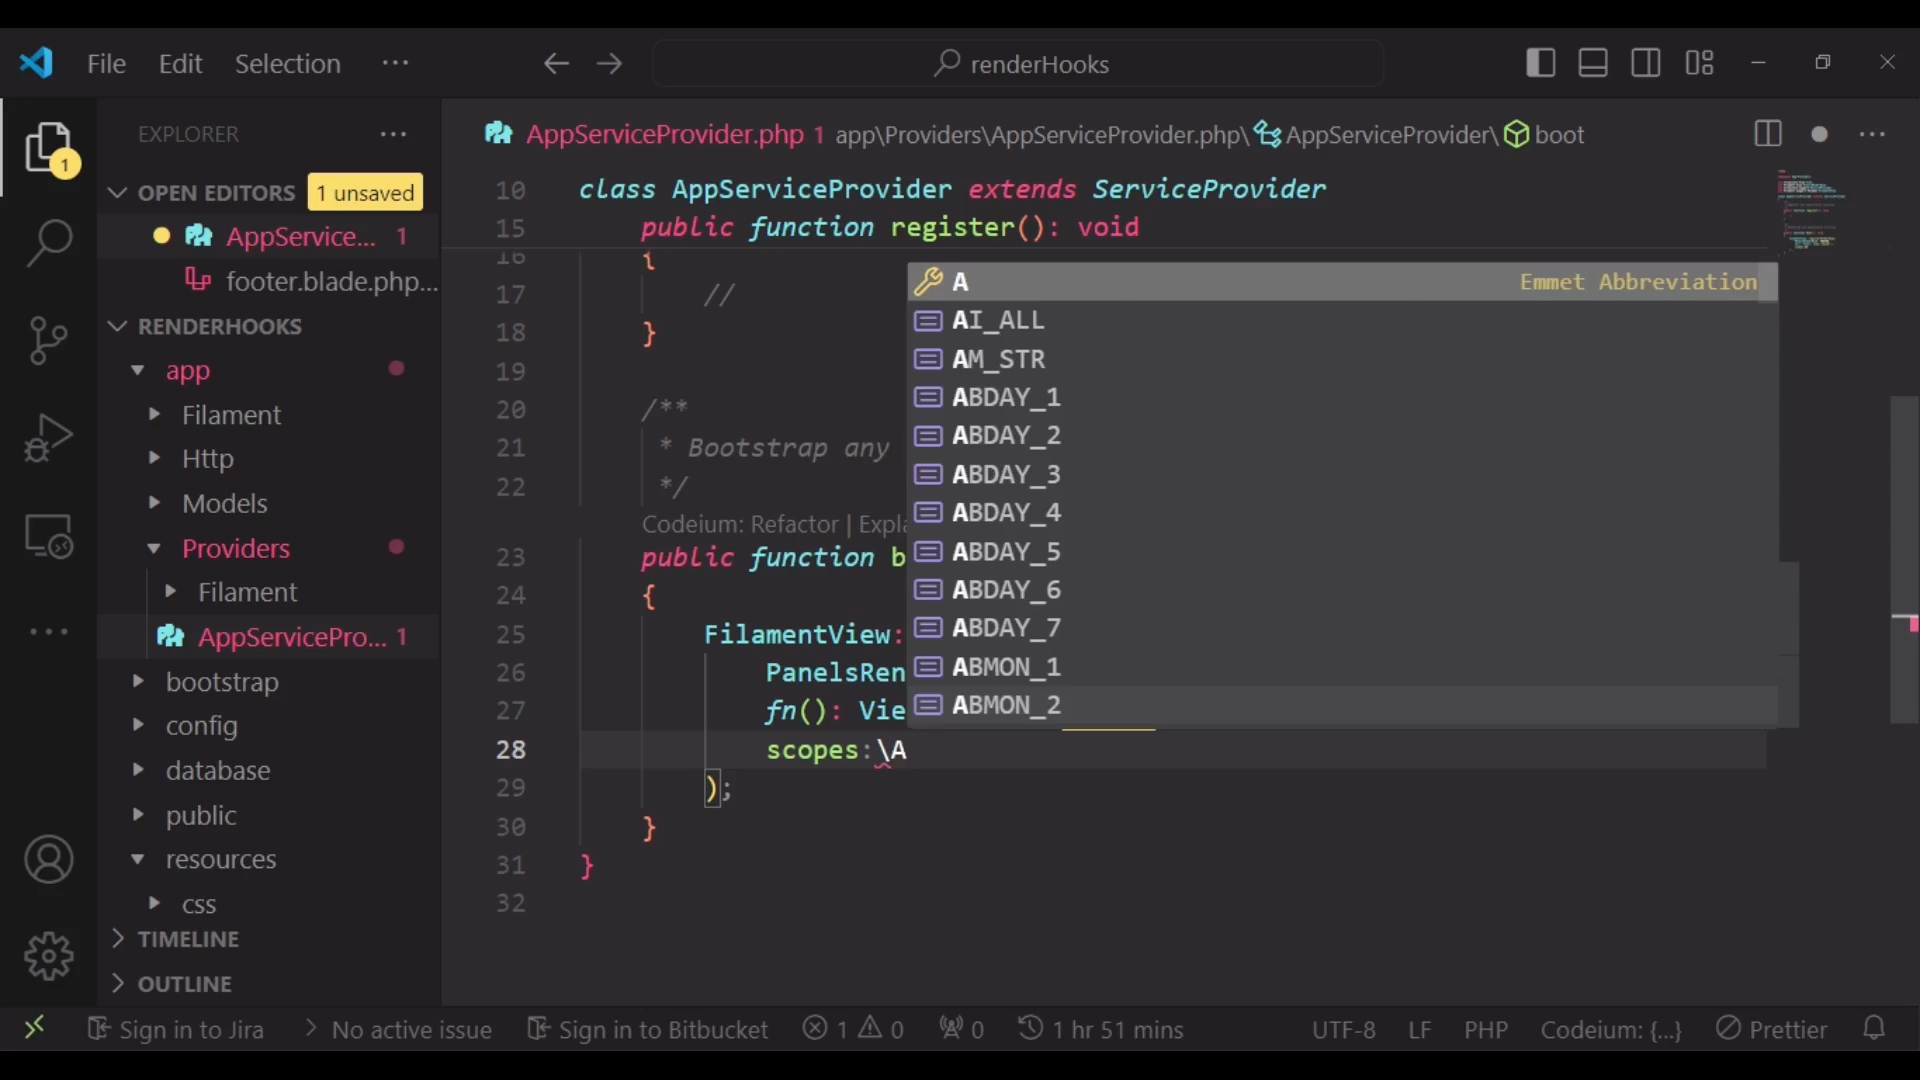 File Edit Selection ··· renderHooks
EXPLORER ···
OPEN EDITORS 1 unsaved
AppService... 1
footer.blade.php...
RENDERHOOKS
app
Filament
Http
Models
Providers
Filament
AppServicePro... 1
bootstrap
config
database
public
resources
css
TIMELINE
OUTLINE
1
AppServiceProvider.php 1 app\Providers\AppServiceProvider.php\ AppServiceProvider\ boot
10 class AppServiceProvider extends ServiceProvider
15 public function register(): void
16 {
17 //
18 }
19
20 /**
21 * Bootstrap any
22 */
Codeium: Refactor | Expla
23 public function b
24 {
25 FilamentView:
26 PanelsRen
27 fn(): Vie
28 scopes:\A
29 );
30 }
31 }
32
A Emmet Abbreviation
AI_ALL
AM_STR
ABDAY_1
ABDAY_2
ABDAY_3
ABDAY_4
ABDAY_5
ABDAY_6
ABDAY_7
ABMON_1
ABMON_2
Sign in to Jira No active issue Sign in to Bitbucket 1 0 0 1 hr 51 mins UTF-8 LF PHP Codeium: {...} Prettier